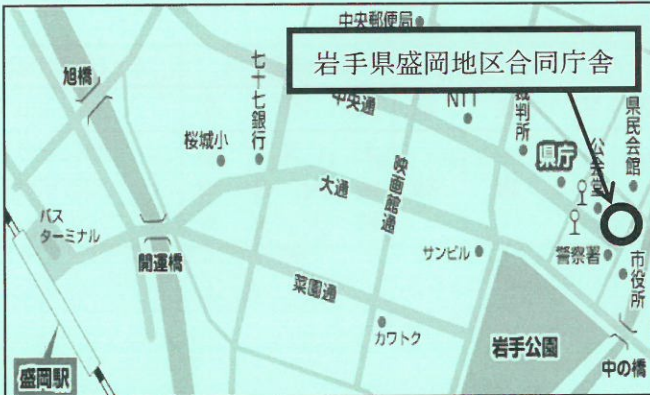 中央郵便局
岩手県盛岡地区合同庁舎
旭橋
七十七銀行
中央通
NTT
裁判所
県民会館
桜城小
県庁
公会堂
大通
映画館通
バス
ターミナル
開運橋
サンビル
警察署
市役所
菜園通
カワトク
岩手公園
盛岡駅
中の橋